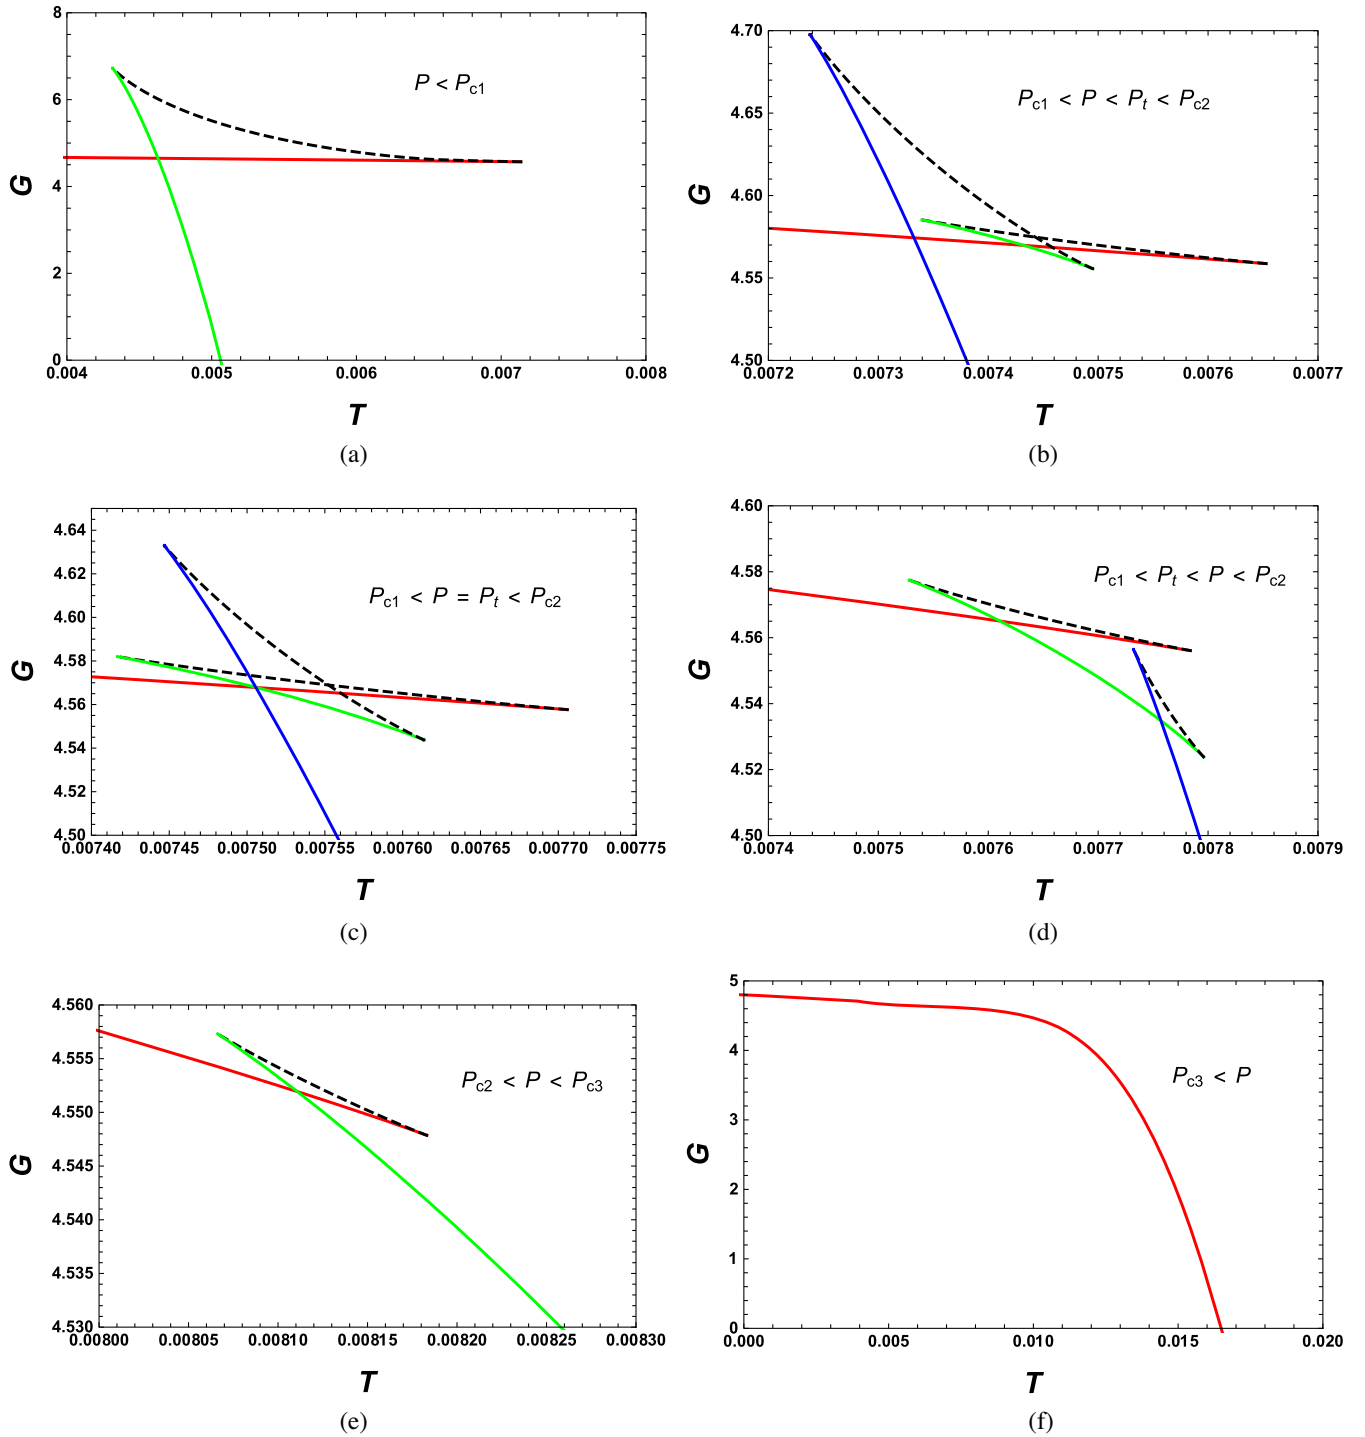 8
6
4
2
0
G
P < Pc1
0.004 0.005 0.006 0.007 0.008
T
(a)
4.70
4.65
4.60
4.55
4.50
G
Pc1 < P < Pt < Pc2
0.0072 0.0073 0.0074 0.0075 0.0076 0.0077
T
(b)
4.64
4.62
4.60
4.58
4.56
4.54
4.52
4.50
G
Pc1 < P = Pt < Pc2
0.00740 0.00745 0.00750 0.00755 0.00760 0.00765 0.00770 0.00775
T
(c)
4.60
4.58
4.56
4.54
4.52
4.50
G
Pc1 < Pt < P < Pc2
0.0074 0.0075 0.0076 0.0077 0.0078 0.0079
T
(d)
4.560
4.555
4.550
4.545
4.540
4.535
4.530
G
Pc2 < P < Pc3
0.00800 0.00805 0.00810 0.00815 0.00820 0.00825 0.00830
T
(e)
5
4
3
2
1
0
G
Pc3 < P
0.000 0.005 0.010 0.015 0.020
T
(f)